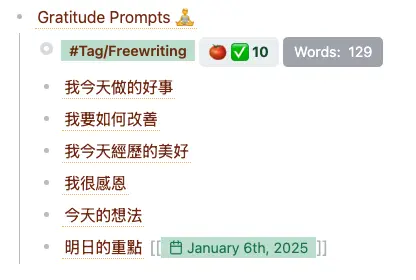 Gratitude Prompts 🧘
#Tag/Freewriting 🍅 ✅ 10 Words: 129
我今天做的好事
我要如何改善
我今天經歷的美好
我很感恩
今天的想法
明日的重點 [[ January 6th, 2025 ]]